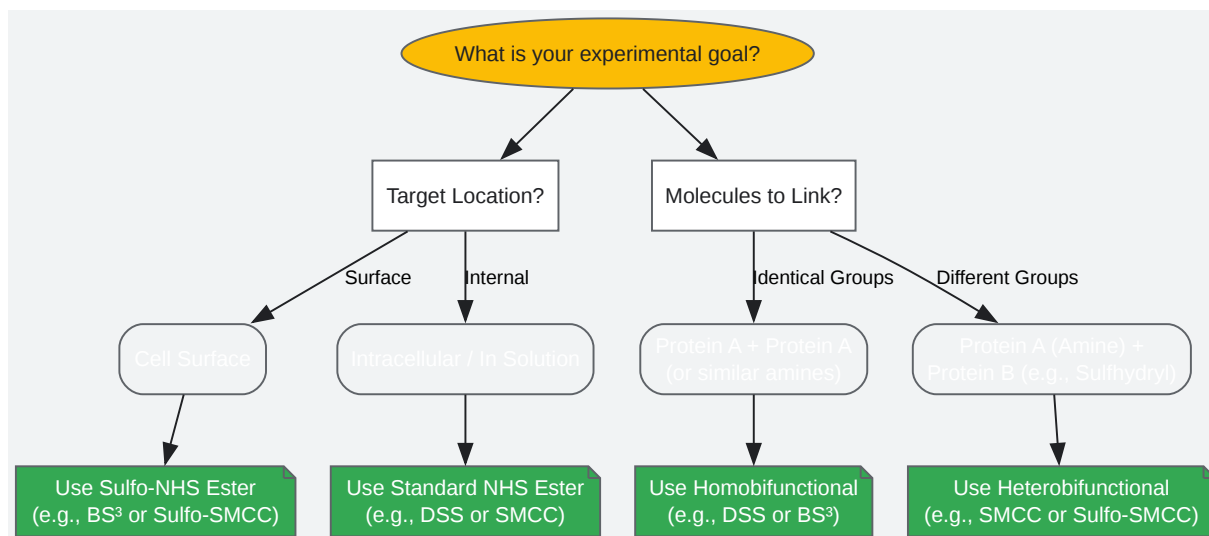 What is your experimental goal?
Target Location?
Molecules to Link?
Surface
Internal
Identical Groups
Different Groups
Cell Surface
Intracellular / In Solution
Protein A + Protein A
(or similar amines)
Protein A (Amine) +
Protein B (e.g., Sulfhydryl)
Use Sulfo-NHS Ester
(e.g., BS³ or Sulfo-SMCC)
Use Standard NHS Ester
(e.g., DSS or SMCC)
Use Homobifunctional
(e.g., DSS or BS³)
Use Heterobifunctional
(e.g., SMCC or Sulfo-SMCC)